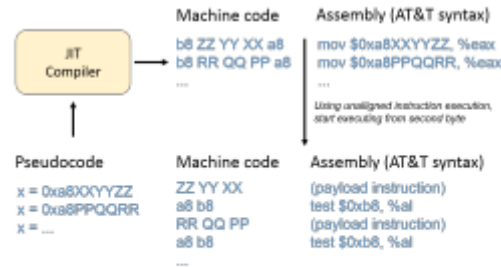 Machine code
Assembly (AT&T syntax)
JIT
Compiler
b8 ZZ YY XX a8
b8 RR QQ PP a8
...
mov $0xa8XXYYZZ, %eax
mov $0xa8PPQQRR, %eax
...
Using unaligned instruction execution,
start executing from second byte
Pseudocode
x = 0xa8XXYYZZ
x = 0xa8PPQQRR
x = ...
Machine code
ZZ YY XX
a8 b8
RR QQ PP
a8 b8
...
Assembly (AT&T syntax)
(payload instruction)
test $0xb8, %al
(payload instruction)
test $0xb8, %al